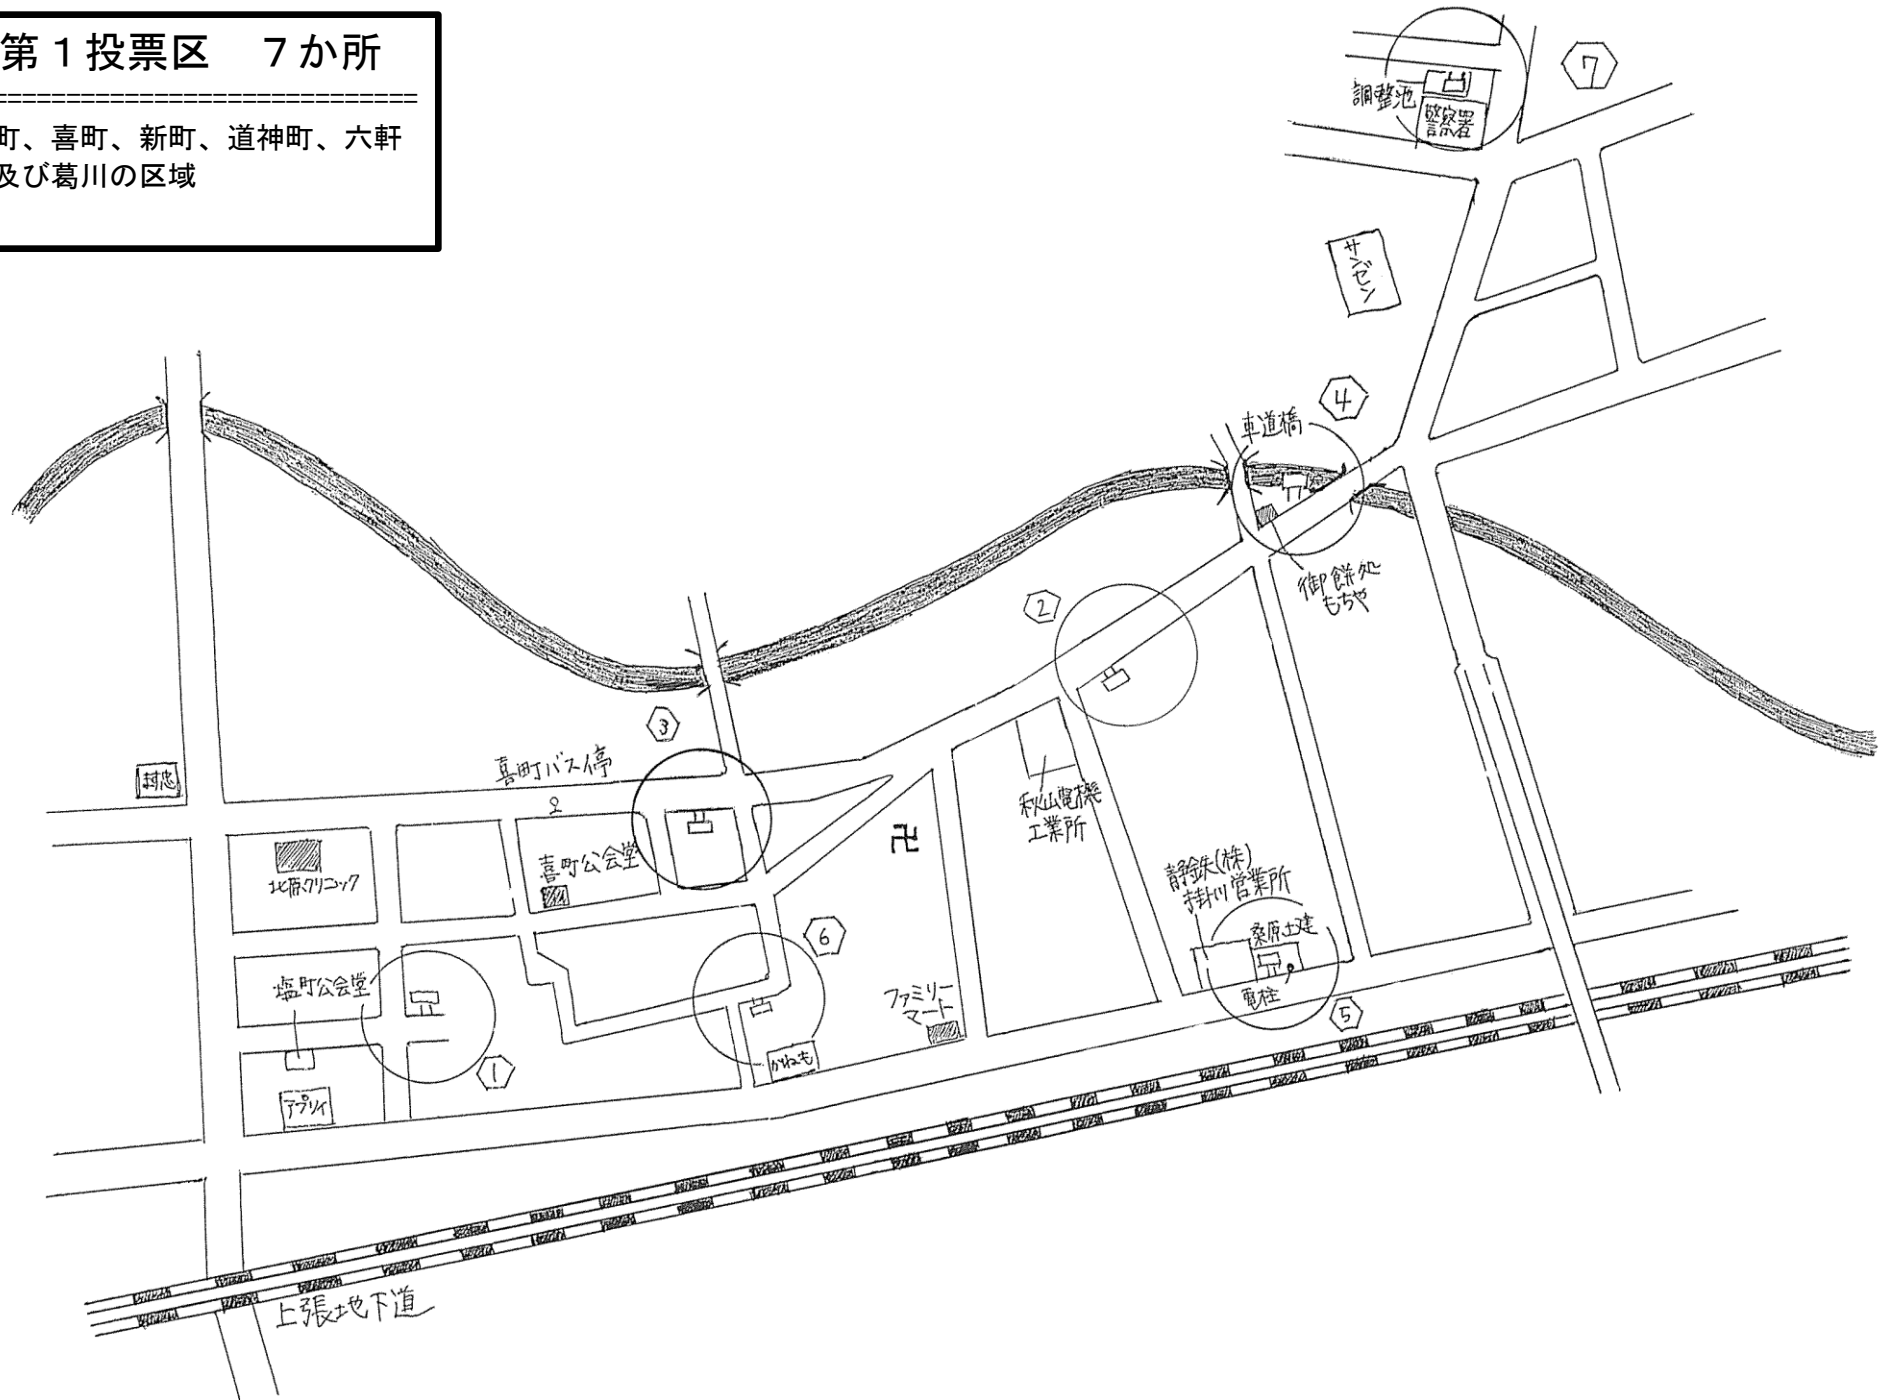 第１投票区　７か所
==============================
町、喜町、新町、道神町、六軒
及び葛川の区域
7
調整池
警察署
サンゼン
4
車道橋
御餅処
もちや
2
3
喜町バス停
秋山電機
工業所
卍
北原クリニック
喜町公会堂
静鉄(株)
掛川営業所
桑原土建
電柱
5
6
塩町公会堂
ファミリー
マート
かねも
1
アプリイ
上張地下道